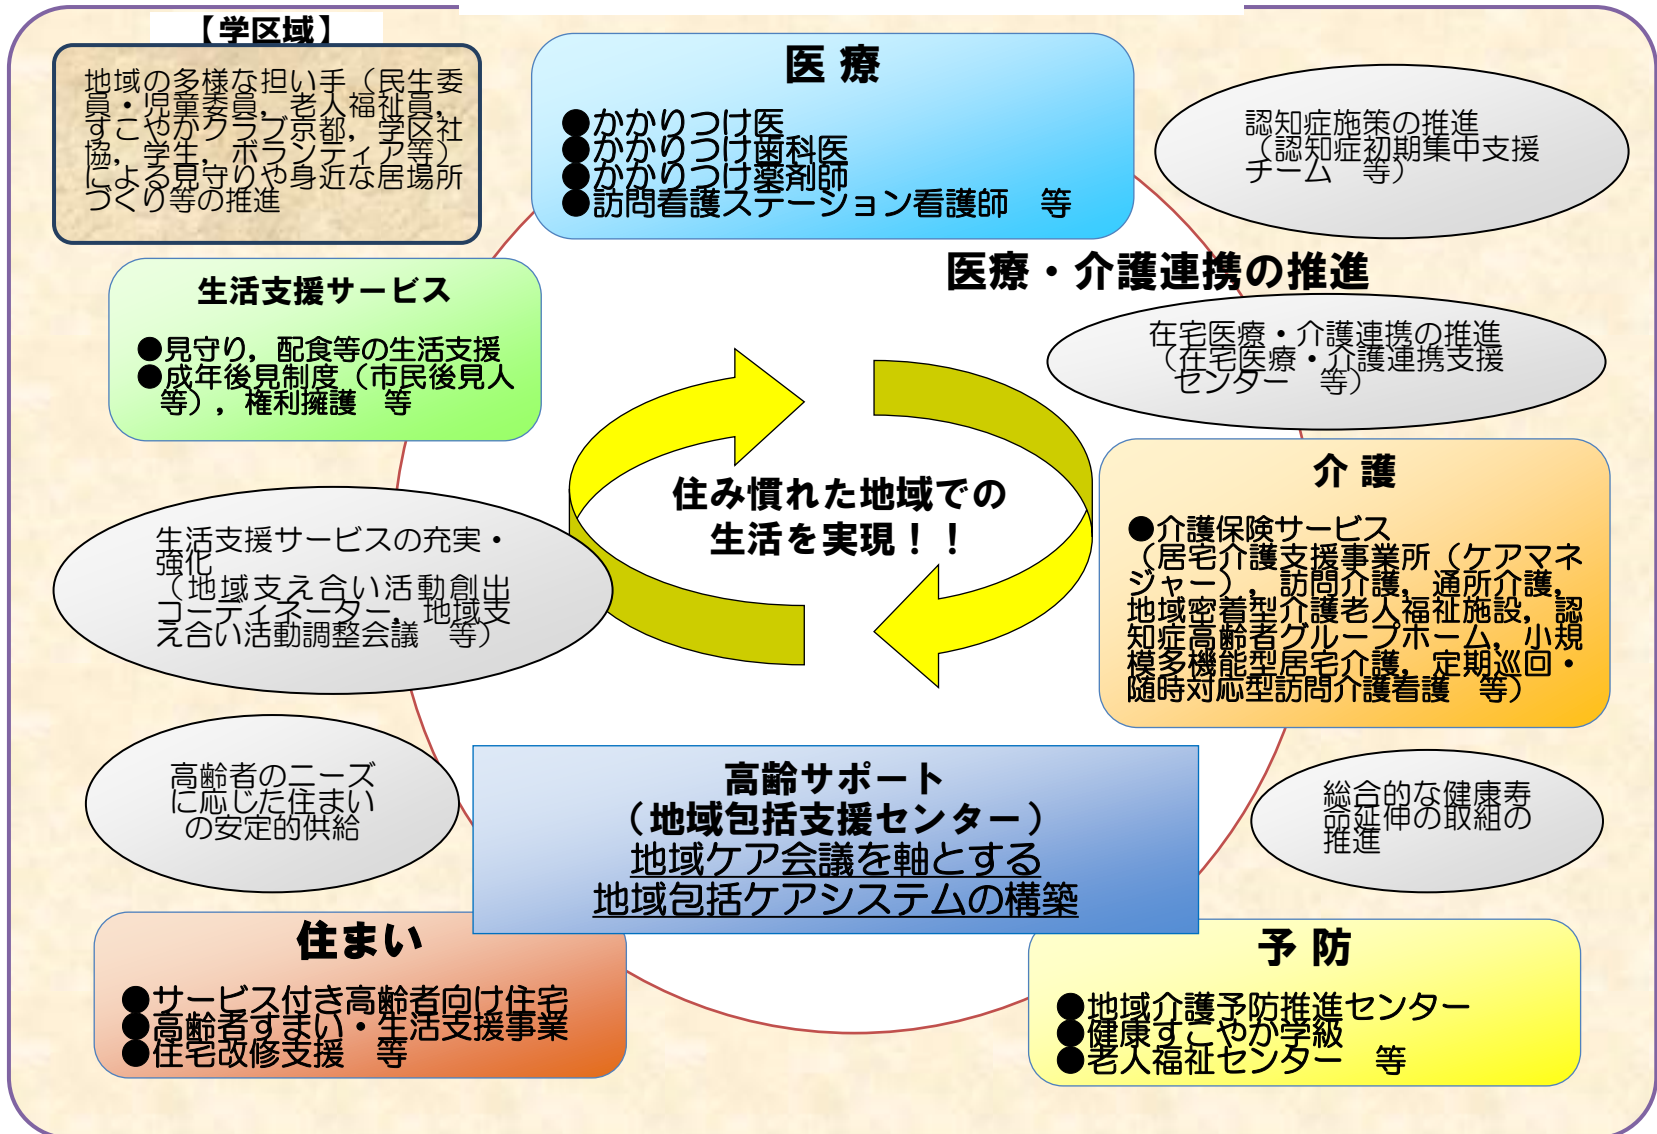 【学区域】
地域の多様な担い手（民生委
員・児童委員，老人福祉員，
すこやかクラブ京都，学区社
協，学生，ボランティア等）
による見守りや身近な居場所
づくり等の推進
医 療
●かかりつけ医
●かかりつけ歯科医
●かかりつけ薬剤師
●訪問看護ステーション看護師　等
認知症施策の推進
（認知症初期集中支援
チーム　等）
医療・介護連携の推進
在宅医療・介護連携の推進
（在宅医療・介護連携支援
センター　等）
生活支援サービス
●見守り，配食等の生活支援
●成年後見制度（市民後見人
等），権利擁護　等
住み慣れた地域での
生活を実現！！
介 護
●介護保険サービス
（居宅介護支援事業所（ケアマネ
ジャー），訪問介護，通所介護，
地域密着型介護老人福祉施設，認
知症高齢者グループホーム，小規
模多機能型居宅介護，定期巡回・
随時対応型訪問介護看護　等）
生活支援サービスの充実・
強化
（地域支え合い活動創出
コーディネーター，地域支
え合い活動調整会議　等）
高齢者のニーズ
に応じた住まい
の安定的供給
高齢サポート
（地域包括支援センター）
地域ケア会議を軸とする
地域包括ケアシステムの構築
総合的な健康寿
命延伸の取組の
推進
住まい
●サービス付き高齢者向け住宅
●高齢者すまい・生活支援事業
●住宅改修支援　等
予 防
●地域介護予防推進センター
●健康すこやか学級
●老人福祉センター　等